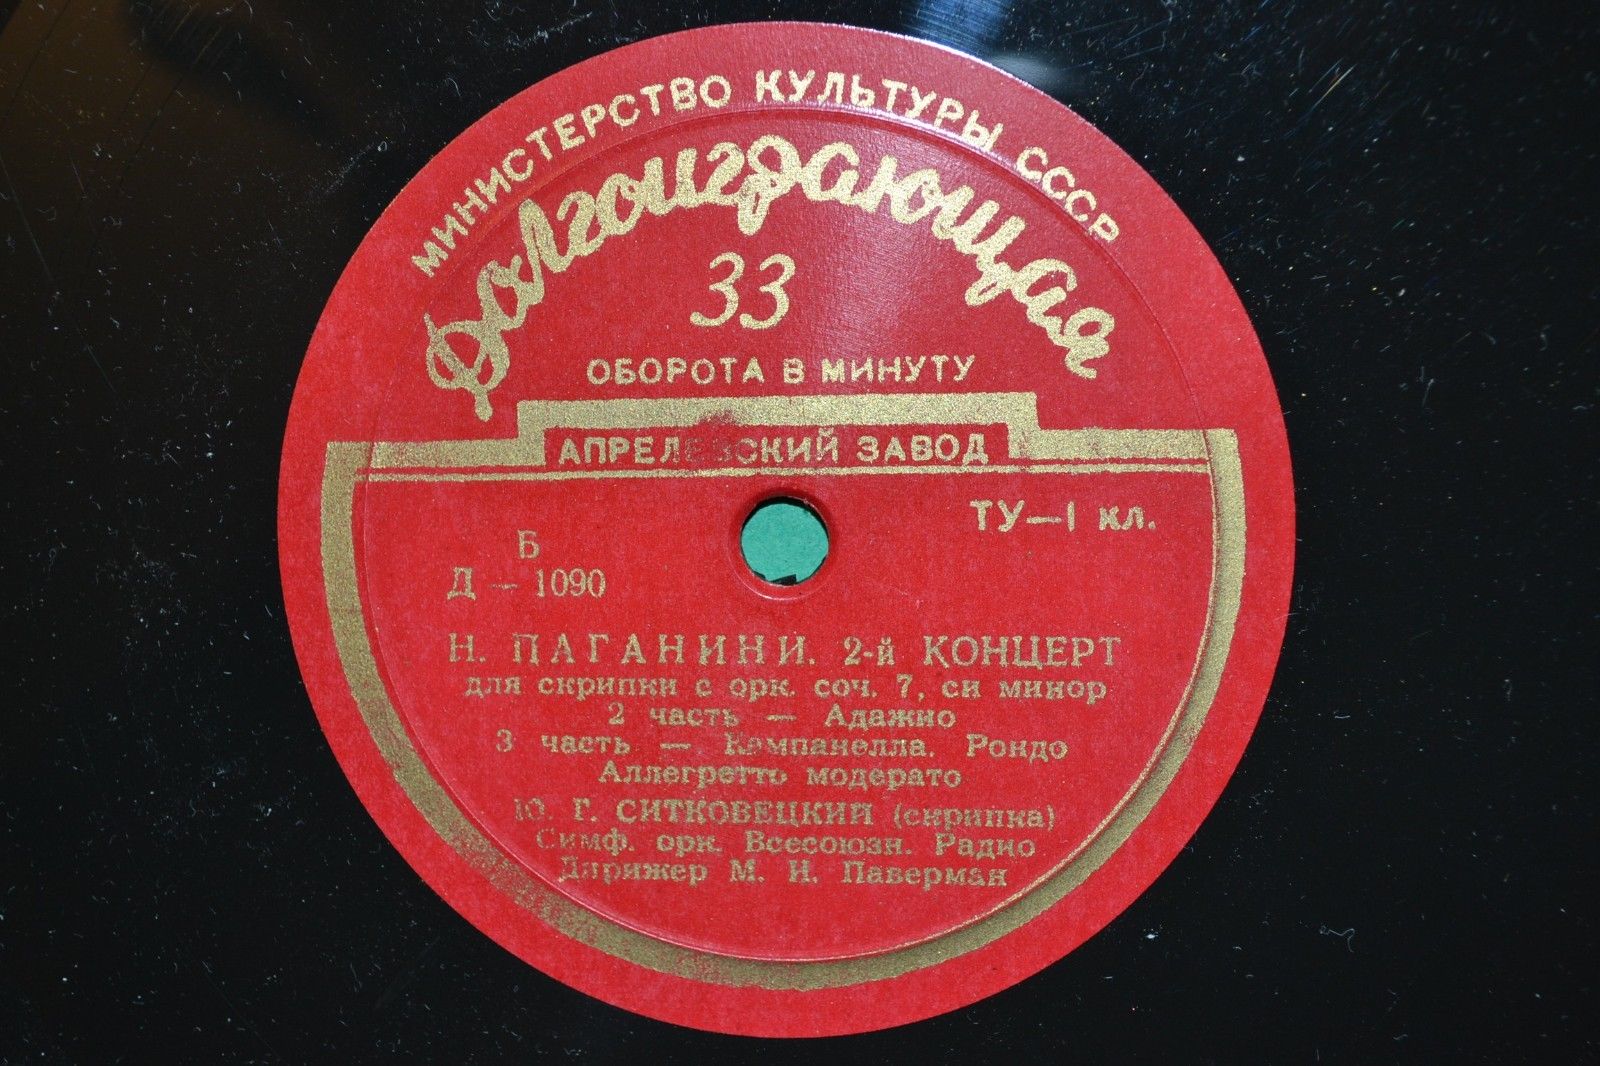 МИНИСТЕРСТВО КУЛЬТУРЫ СССР
Долгоиграющая
33
ОБОРОТА В МИНУТУ
АПРЕЛЕВСКИЙ ЗАВОД
ТУ—I кл.
Б
Д — 1090
Н. ПАГАНИНИ. 2-й КОНЦЕРТ
для скрипки с орк. соч. 7, си минор
2 часть — Адажио
3 часть — Кампанелла. Рондо
Аллегретто модерато
Ю. Г. СИТКОВЕЦКИЙ (скрипка)
Симф. орк. Всесоюзн. Радио
Дирижер М. Н. Паверман